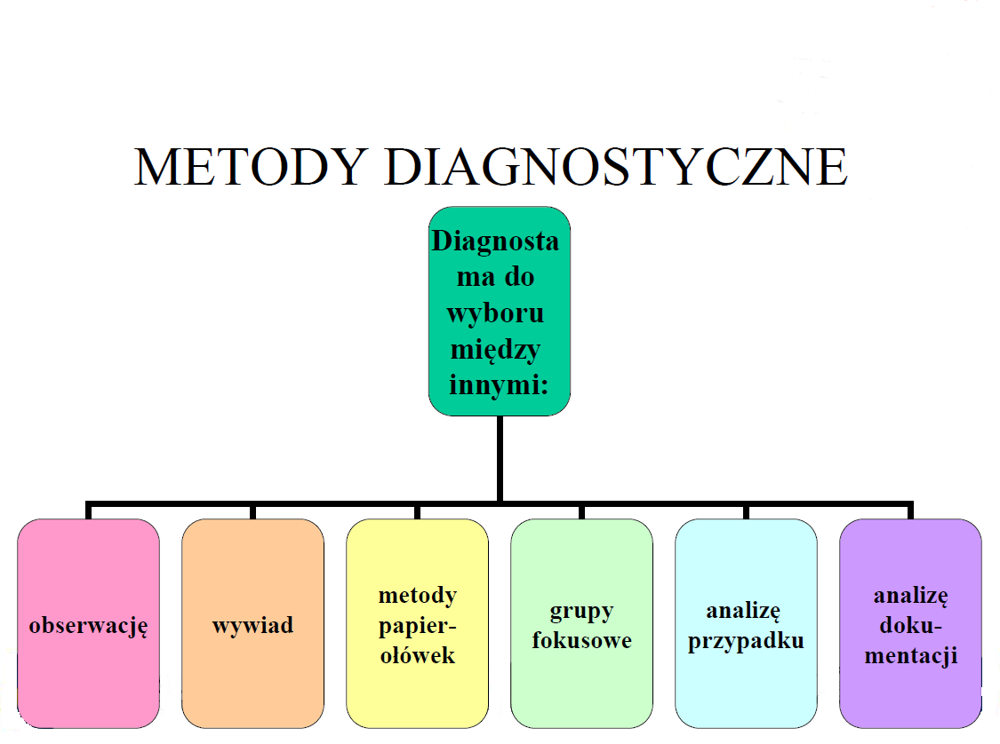 METODY DIAGNOSTYCZNE
Diagnosta
ma do
wyboru
między
innymi:
obserwację
wywiad
metody
papier-
ołówek
grupy
fokusowe
analizę
przypadku
analizę
doku-
mentacji